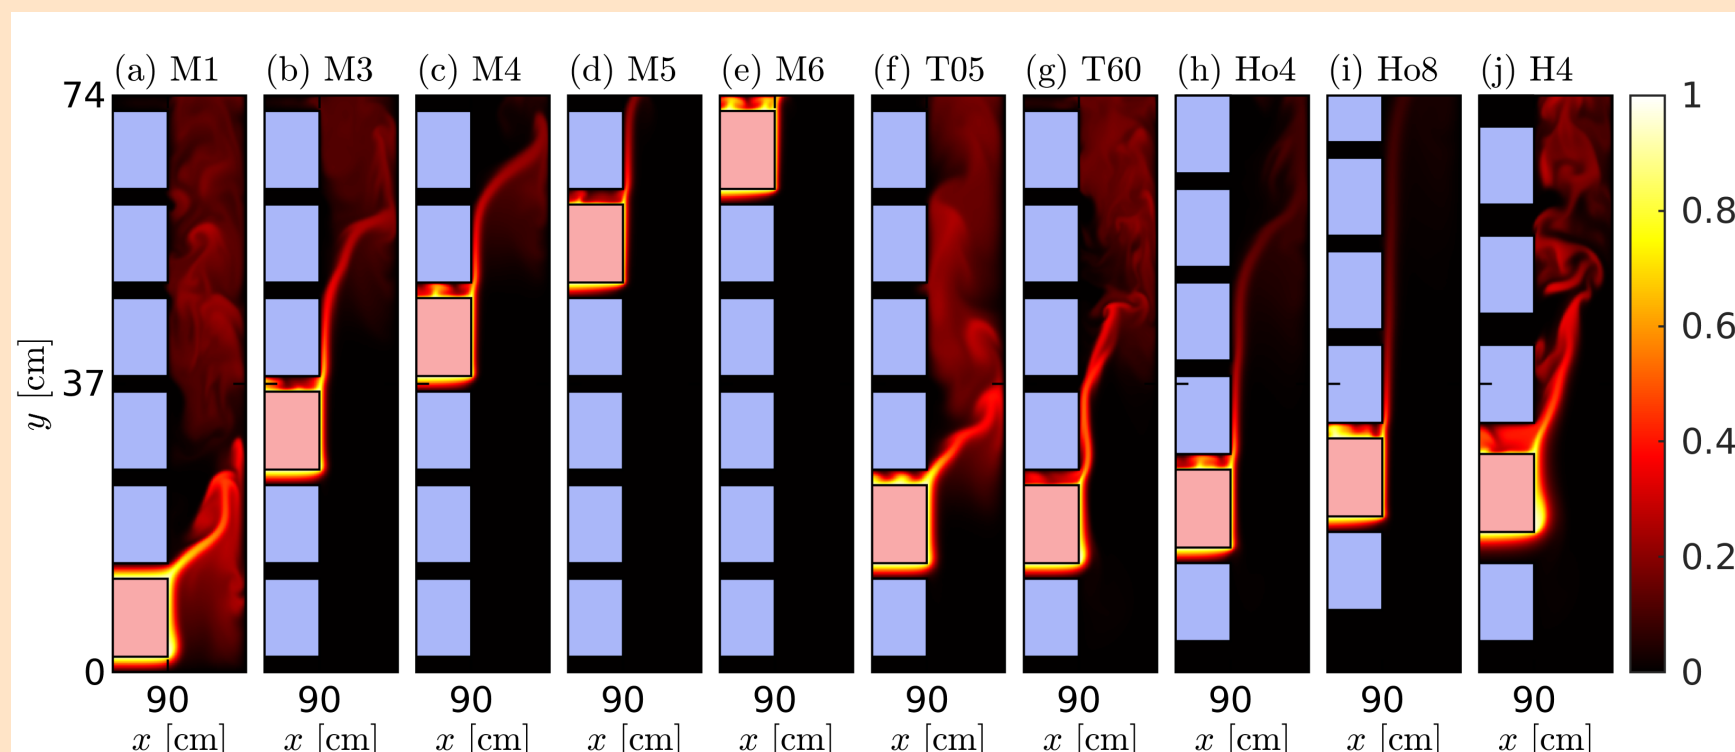 (a) M1 (b) M3 (c) M4 (d) M5 (e) M6 (f) T05 (g) T60 (h) Ho4 (i) Ho8 (j) H4
74
37
0
y [cm]
90 90 90 90 90 90 90 90 90 90
x [cm] x [cm] x [cm] x [cm] x [cm] x [cm] x [cm] x [cm] x [cm] x [cm]
1
0.8
0.6
0.4
0.2
0